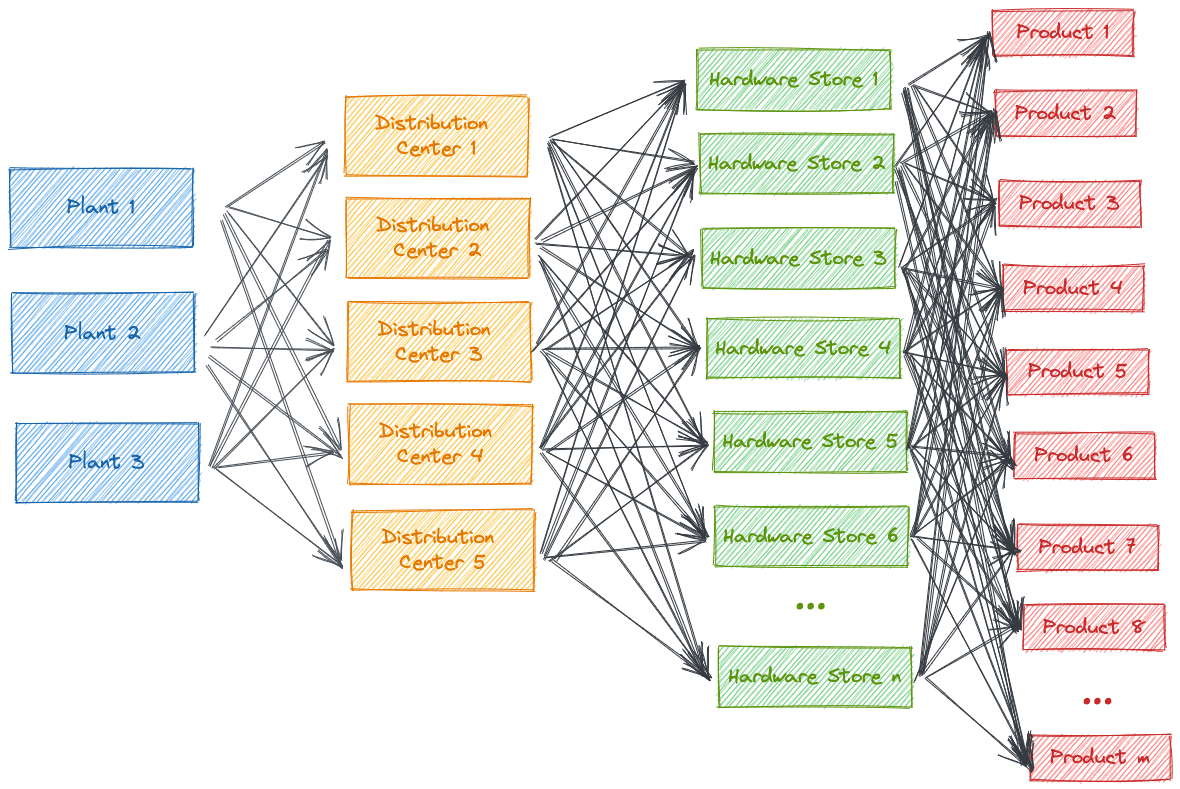 Plant 1
Plant 2
Plant 3
Distribution
Center 1
Distribution
Center 2
Distribution
Center 3
Distribution
Center 4
Distribution
Center 5
Hardware Store 1
Hardware Store 2
Hardware Store 3
Hardware Store 4
Hardware Store 5
Hardware Store 6
...
Hardware Store n
Product 1
Product 2
Product 3
Product 4
Product 5
Product 6
Product 7
Product 8
...
Product m